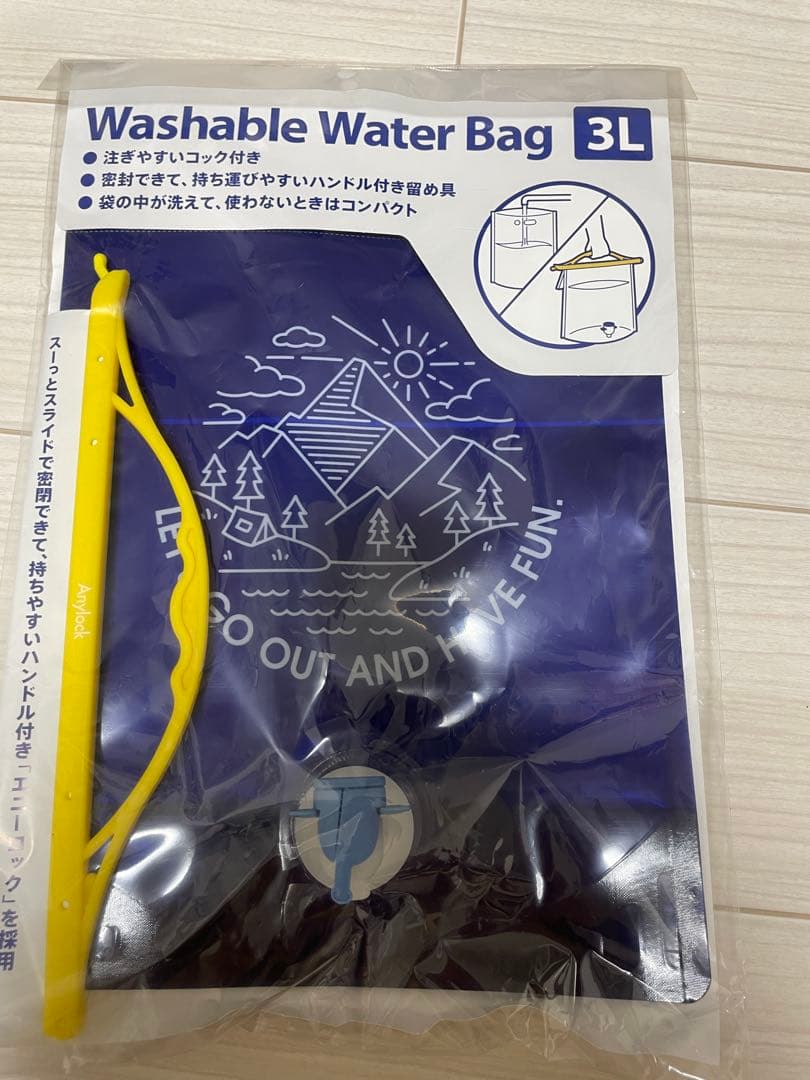 Washable Water Bag 3L
● 注ぎやすいコック付き
● 密封できて、持ち運びやすいハンドル付き留め具
● 袋の中が洗えて、使わないときはコンパクト
スーっとスライドで密閉できて、持ちやすいハンドル付き「エニーロック」を採用
Anylock
LET GO OUT AND HAVE FUN.